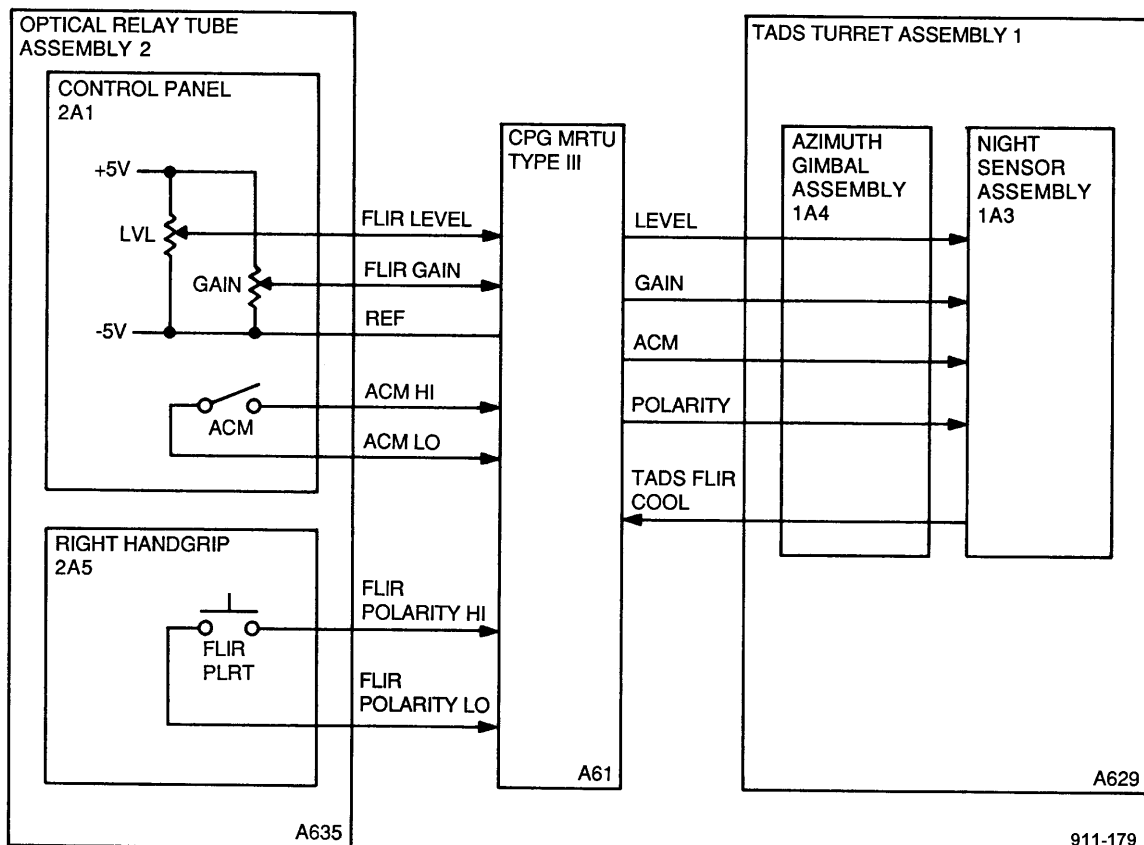 OPTICAL RELAY TUBE
ASSEMBLY 2
CONTROL PANEL
2A1
+5V
LVL
GAIN
-5V
ACM
RIGHT HANDGRIP
2A5
FLIR
PLRT
A635
FLIR LEVEL
FLIR GAIN
REF
ACM HI
ACM LO
FLIR
POLARITY HI
FLIR
POLARITY LO
CPG MRTU
TYPE III
A61
LEVEL
GAIN
ACM
POLARITY
TADS FLIR
COOL
TADS TURRET ASSEMBLY 1
AZIMUTH
GIMBAL
ASSEMBLY
1A4
NIGHT
SENSOR
ASSEMBLY
1A3
A629
911-179